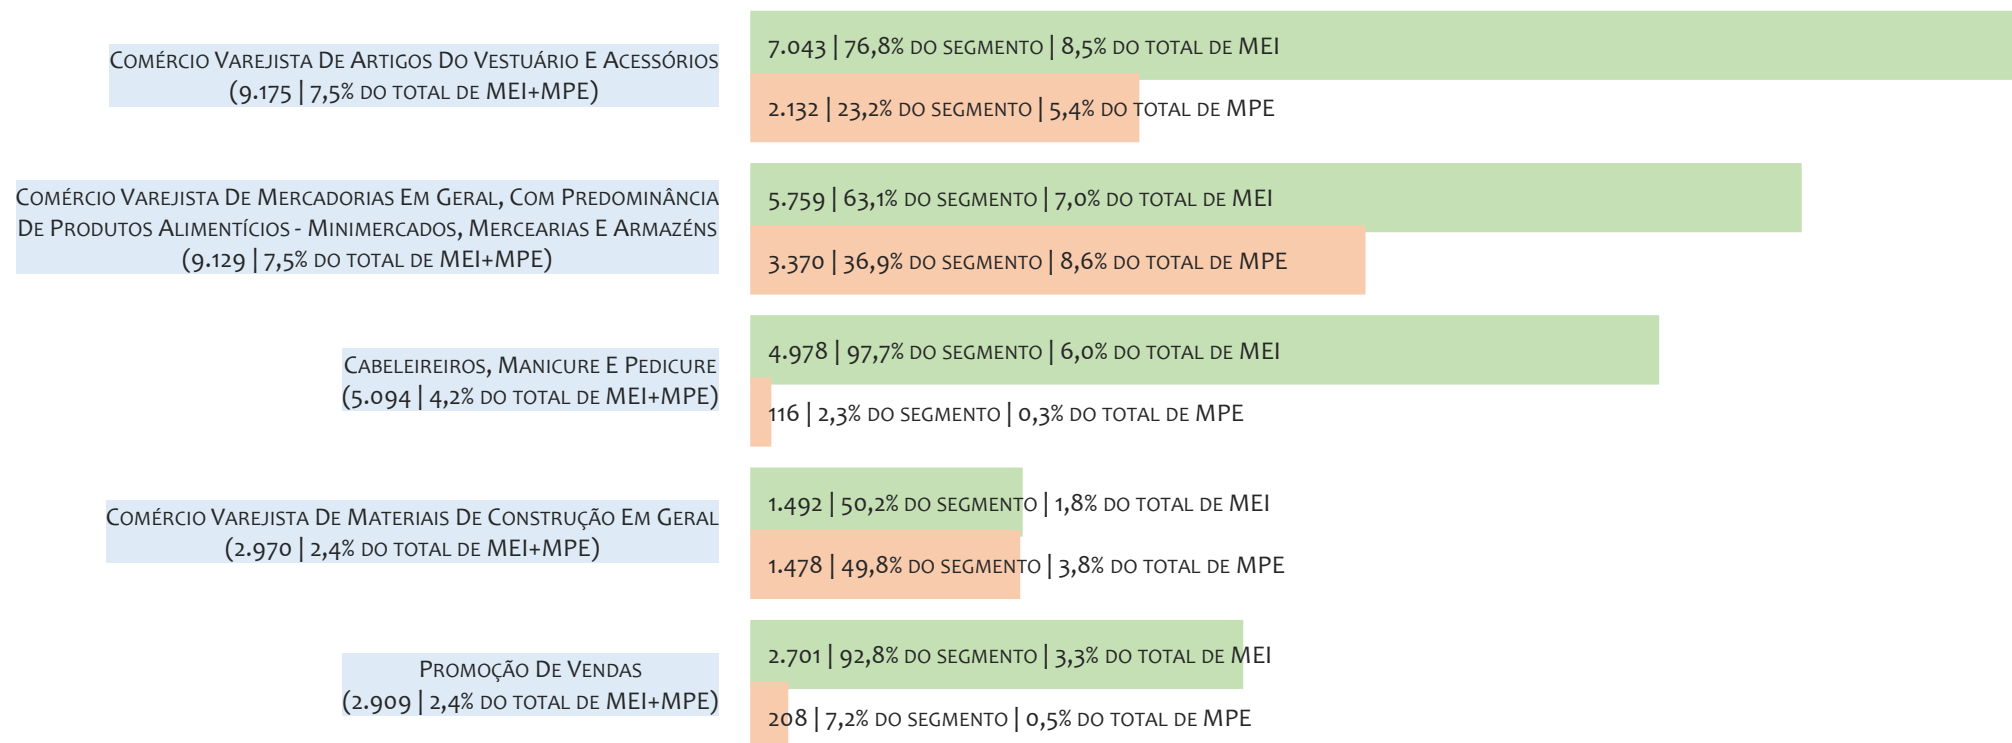 Comércio Varejista De Artigos Do Vestuário E Acessórios
(9.175 | 7,5% do total de MEI+MPE)
7.043 | 76,8% do segmento | 8,5% do total de MEI
2.132 | 23,2% do segmento | 5,4% do total de MPE
Comércio Varejista De Mercadorias Em Geral, Com Predominância
De Produtos Alimentícios - Minimercados, Mercearias E Armazéns
(9.129 | 7,5% do total de MEI+MPE)
5.759 | 63,1% do segmento | 7,0% do total de MEI
3.370 | 36,9% do segmento | 8,6% do total de MPE
Cabeleireiros, Manicure E Pedicure
(5.094 | 4,2% do total de MEI+MPE)
4.978 | 97,7% do segmento | 6,0% do total de MEI
116 | 2,3% do segmento | 0,3% do total de MPE
Comércio Varejista De Materiais De Construção Em Geral
(2.970 | 2,4% do total de MEI+MPE)
1.492 | 50,2% do segmento | 1,8% do total de MEI
1.478 | 49,8% do segmento | 3,8% do total de MPE
Promoção De Vendas
(2.909 | 2,4% do total de MEI+MPE)
2.701 | 92,8% do segmento | 3,3% do total de MEI
208 | 7,2% do segmento | 0,5% do total de MPE